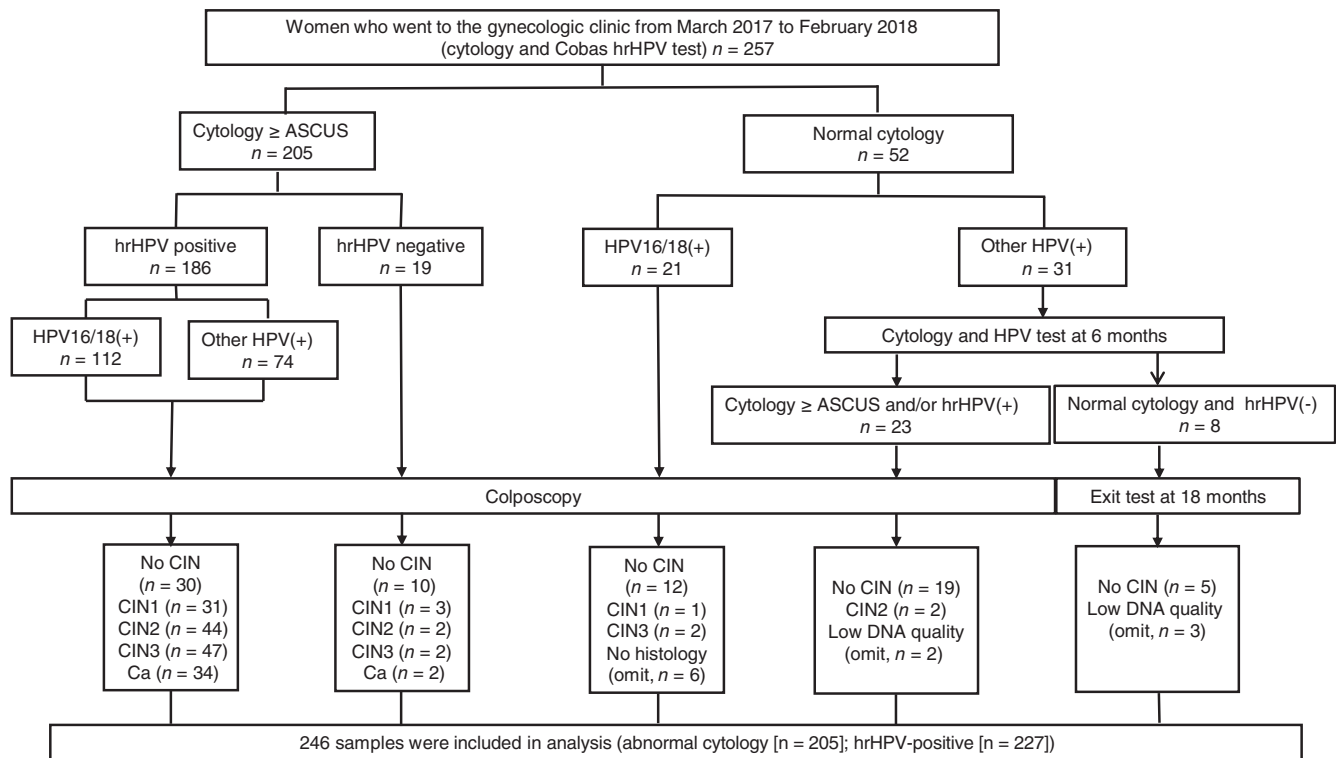 Women who went to the gynecologic clinic from March 2017 to February 2018
(cytology and Cobas hrHPV test) n = 257
Cytology ≥ ASCUS
n = 205
Normal cytology
n = 52
hrHPV positive
n = 186
hrHPV negative
n = 19
HPV16/18(+)
n = 21
Other HPV(+)
n = 31
HPV16/18(+)
n = 112
Other HPV(+)
n = 74
Cytology and HPV test at 6 months
Cytology ≥ ASCUS and/or hrHPV(+)
n = 23
Normal cytology and hrHPV(-)
n = 8
Colposcopy
Exit test at 18 months
No CIN
(n = 30)
CIN1 (n = 31)
CIN2 (n = 44)
CIN3 (n = 47)
Ca (n = 34)
No CIN
(n = 10)
CIN1 (n = 3)
CIN2 (n = 2)
CIN3 (n = 2)
Ca (n = 2)
No CIN
(n = 12)
CIN1 (n = 1)
CIN3 (n = 2)
No histology
(omit, n = 6)
No CIN (n = 19)
CIN2 (n = 2)
Low DNA quality
(omit, n = 2)
No CIN (n = 5)
Low DNA quality
(omit, n = 3)
246 samples were included in analysis (abnormal cytology [n = 205]; hrHPV-positive [n = 227])